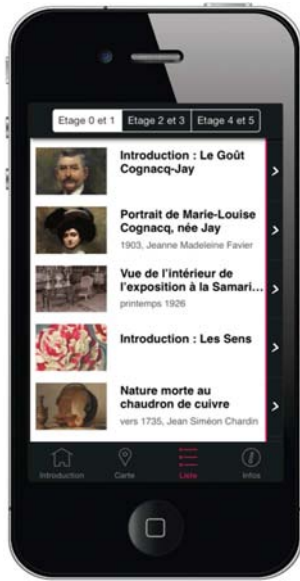 Etage 0 et 1 Etage 2 et 3 Etage 4 et 5
Introduction : Le Goût
Cognacq-Jay
Portrait de Marie-Louise
Cognacq, née Jay
1903, Jeanne Madeleine Favier
Vue de l'intérieur de
l'exposition à la Samari...
printemps 1926
Introduction : Les Sens
Nature morte au
chaudron de cuivre
vers 1735, Jean Siméon Chardin
Introduction Carte Liste Infos